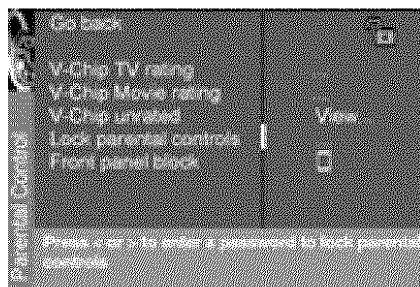 Go back
V-Chip TV rating
V-Chip Movie rating
V-Chip unrated View
Lock parental controls
Front panel block
Parental Control
Press < or > to enter a password to lock parental
controls